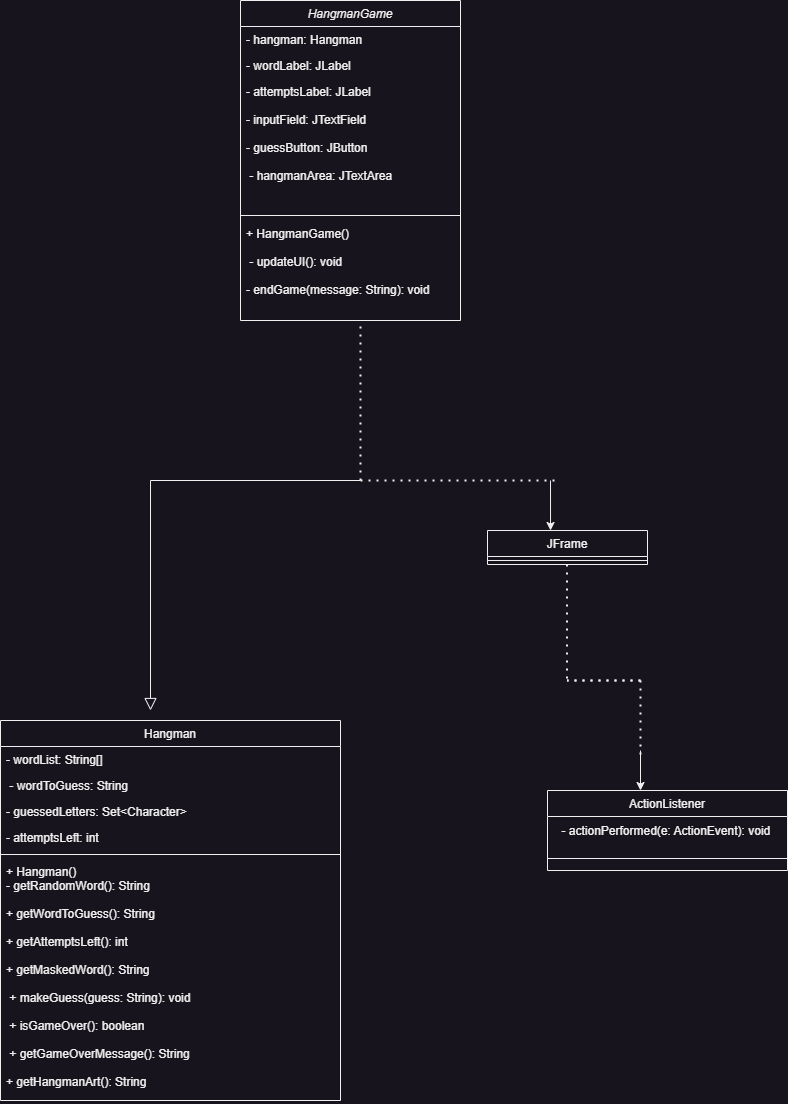 HangmanGame
- hangman: Hangman
- wordLabel: JLabel
- attemptsLabel: JLabel
- inputField: JTextField
- guessButton: JButton
- hangmanArea: JTextArea
+ HangmanGame()
- updateUI(): void
- endGame(message: String): void
JFrame
Hangman
- wordList: String[]
- wordToGuess: String
- guessedLetters: Set<Character>
- attemptsLeft: int
+ Hangman()
- getRandomWord(): String
+ getWordToGuess(): String
+ getAttemptsLeft(): int
+ getMaskedWord(): String
+ makeGuess(guess: String): void
+ isGameOver(): boolean
+ getGameOverMessage(): String
+ getHangmanArt(): String
ActionListener
- actionPerformed(e: ActionEvent): void